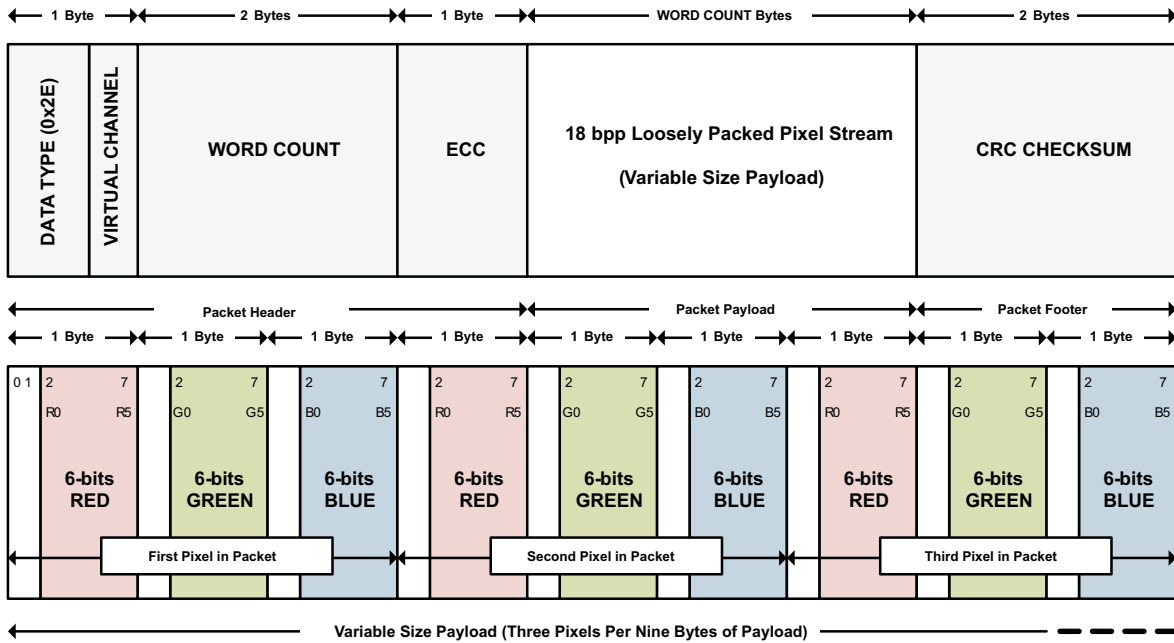 1 Byte 2 Bytes 1 Byte WORD COUNT Bytes 2 Bytes
DATA TYPE (0x2E)
VIRTUAL CHANNEL
WORD COUNT
ECC
18 bpp Loosely Packed Pixel Stream
(Variable Size Payload)
CRC CHECKSUM
Packet Header Packet Payload Packet Footer
1 Byte 1 Byte 1 Byte 1 Byte 1 Byte 1 Byte 1 Byte 1 Byte 1 Byte
0 1 2 7 2 7 2 7 2 7 2 7 2 7 2 7 2 7 2 7
R0 R5 G0 G5 B0 B5 R0 R5 G0 G5 B0 B5 R0 R5 G0 G5 B0 B5
6-bits 6-bits 6-bits 6-bits 6-bits 6-bits 6-bits 6-bits 6-bits
RED GREEN BLUE RED GREEN BLUE RED GREEN BLUE
First Pixel in Packet Second Pixel in Packet Third Pixel in Packet
Variable Size Payload (Three Pixels Per Nine Bytes of Payload)